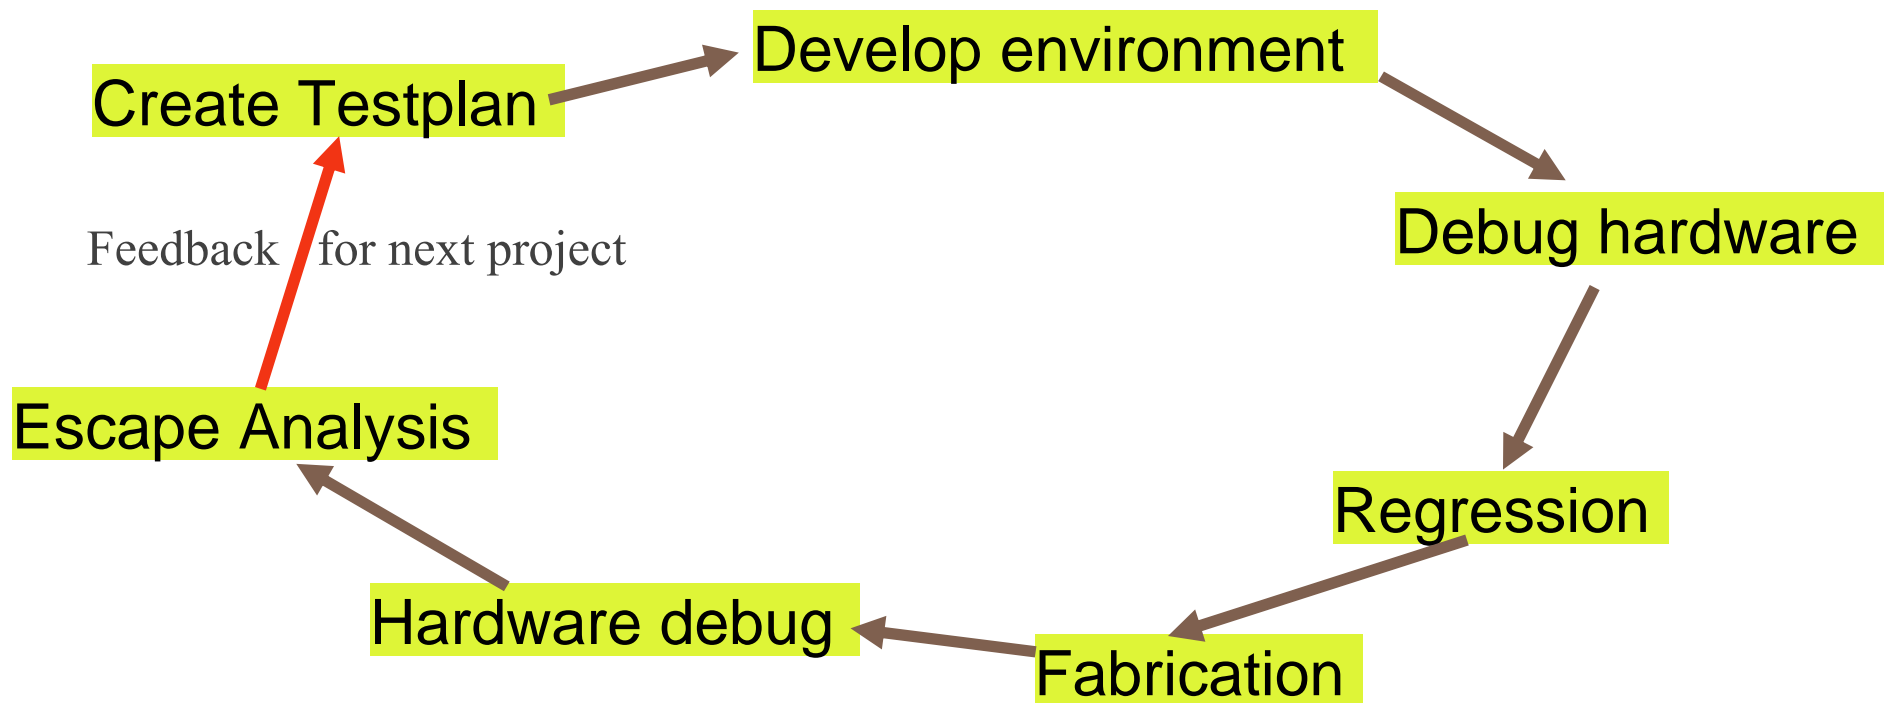 Develop environment
Create Testplan
Debug hardware
Feedback for next project
Escape Analysis
Regression
Hardware debug
Fabrication